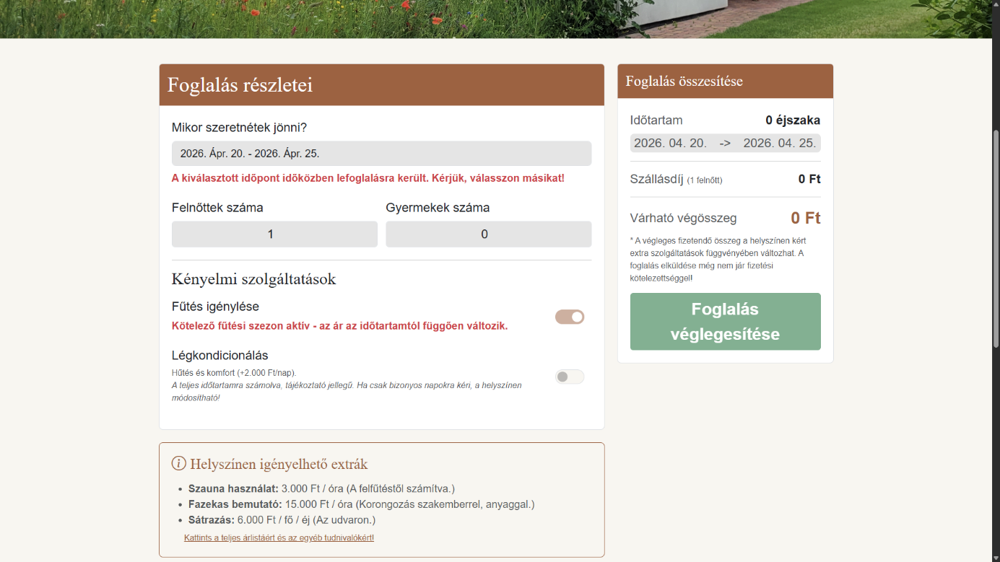 Foglalás részletei
Mikor szeretnétek jönni?
2026. Ápr. 20. - 2026. Ápr. 25.
A kiválasztott időpont időközben lefoglalásra került. Kérjük, válasszon másikat!
Felnőttek száma
Gyermekek száma
1
0
Kényelmi szolgáltatások
Fűtés igénylése
Kötelező fűtési szezon aktív - az ár az időtartamtól függően változik.
Légkondicionálás
Hűtés és komfort (+2.000 Ft/nap).
A teljes időtartamra számolva, tájékoztató jellegű. Ha csak bizonyos napokra kéri, a helyszínen
módosítható!
Helyszínen igényelhető extrák
• Szauna használat: 3.000 Ft / óra (A felfűtéstől számítva.)
• Fazekas bemutató: 15.000 Ft / óra (Korongozás szakemberrel, anyaggal.)
• Sátrazás: 6.000 Ft / fő / éj (Az udvaron.)
Kattints a teljes árlistáért és az egyéb tudnivalókért!
Foglalás összesítése
Időtartam 0 éjszaka
2026. 04. 20. -> 2026. 04. 25.
Szállásdíj (1 felnőtt) 0 Ft
Várható végösszeg 0 Ft
* A végleges fizetendő összeg a helyszínen kért
extra szolgáltatások függvényében változhat. A
foglalás elküldése még nem jár fizetési
kötelezettséggel!
Foglalás
véglegesítése